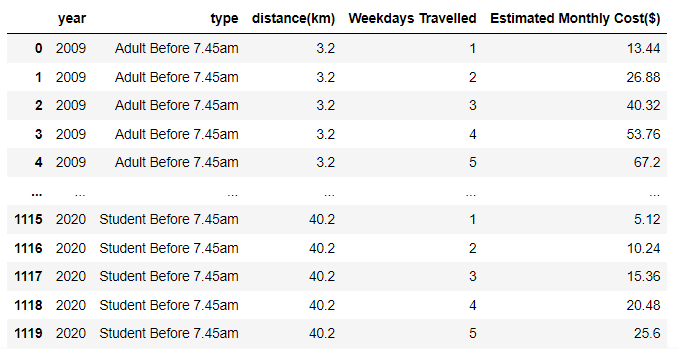 year type distance(km) Weekdays Travelled Estimated Monthly Cost($)
0 2009 Adult Before 7.45am 3.2 1 13.44
1 2009 Adult Before 7.45am 3.2 2 26.88
2 2009 Adult Before 7.45am 3.2 3 40.32
3 2009 Adult Before 7.45am 3.2 4 53.76
4 2009 Adult Before 7.45am 3.2 5 67.2
... ... ... ... ... ...
1115 2020 Student Before 7.45am 40.2 1 5.12
1116 2020 Student Before 7.45am 40.2 2 10.24
1117 2020 Student Before 7.45am 40.2 3 15.36
1118 2020 Student Before 7.45am 40.2 4 20.48
1119 2020 Student Before 7.45am 40.2 5 25.6